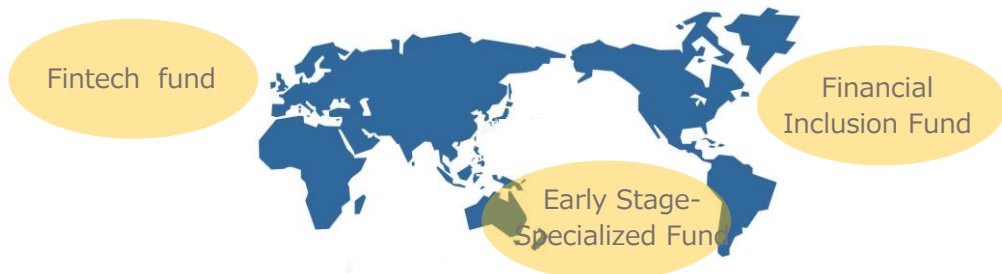 Fintech fund
Financial
Inclusion Fund
Early Stage-
Specialized Fund